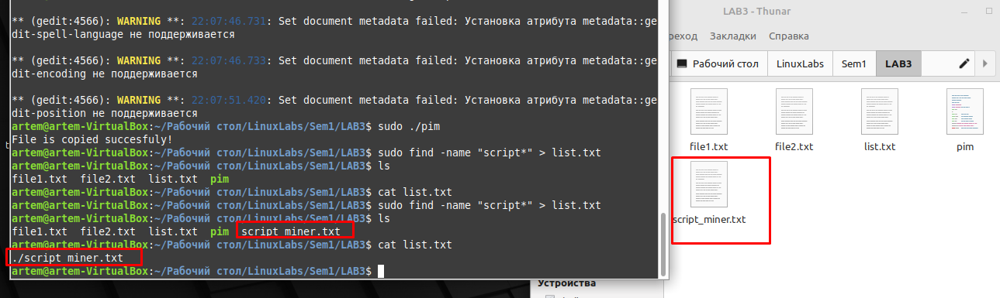 ** (gedit:4566): WARNING **: 22:07:46.731: Set document metadata failed: Установка атрибута metadata::ge
dit-spell-language не поддерживается
** (gedit:4566): WARNING **: 22:07:46.733: Set document metadata failed: Установка атрибута metadata::ge
dit-encoding не поддерживается
** (gedit:4566): WARNING **: 22:07:51.420: Set document metadata failed: Установка атрибута metadata::ge
dit-position не поддерживается
artem@artem-VirtualBox:~/Рабочий стол/LinuxLabs/Sem1/LAB3$ sudo ./pim
File is copied succesfuly!
artem@artem-VirtualBox:~/Рабочий стол/LinuxLabs/Sem1/LAB3$ sudo find -name "script*" > list.txt
artem@artem-VirtualBox:~/Рабочий стол/LinuxLabs/Sem1/LAB3$ ls
file1.txt  file2.txt  list.txt  pim
artem@artem-VirtualBox:~/Рабочий стол/LinuxLabs/Sem1/LAB3$ cat list.txt
artem@artem-VirtualBox:~/Рабочий стол/LinuxLabs/Sem1/LAB3$ sudo find -name "script*" > list.txt
artem@artem-VirtualBox:~/Рабочий стол/LinuxLabs/Sem1/LAB3$ ls
file1.txt  file2.txt  list.txt  pim  script_miner.txt
artem@artem-VirtualBox:~/Рабочий стол/LinuxLabs/Sem1/LAB3$ cat list.txt
./script_miner.txt
artem@artem-VirtualBox:~/Рабочий стол/LinuxLabs/Sem1/LAB3$
LAB3 - Thunar
реход Закладки Справка
Рабочий стол LinuxLabs Sem1 LAB3
file1.txt file2.txt list.txt pim
script_miner.txt
Устройства